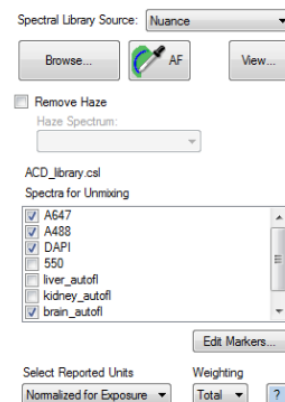 Spectral Library Source: Nuance
Browse... AF View...
Remove Haze
Haze Spectrum:
ACD_library.csl
Spectra for Unmixing
A647
A488
DAPI
550
liver_autofl
kidney_autofl
brain_autofl
Edit Markers...
Select Reported Units Weighting
Normalized for Exposure Total ?